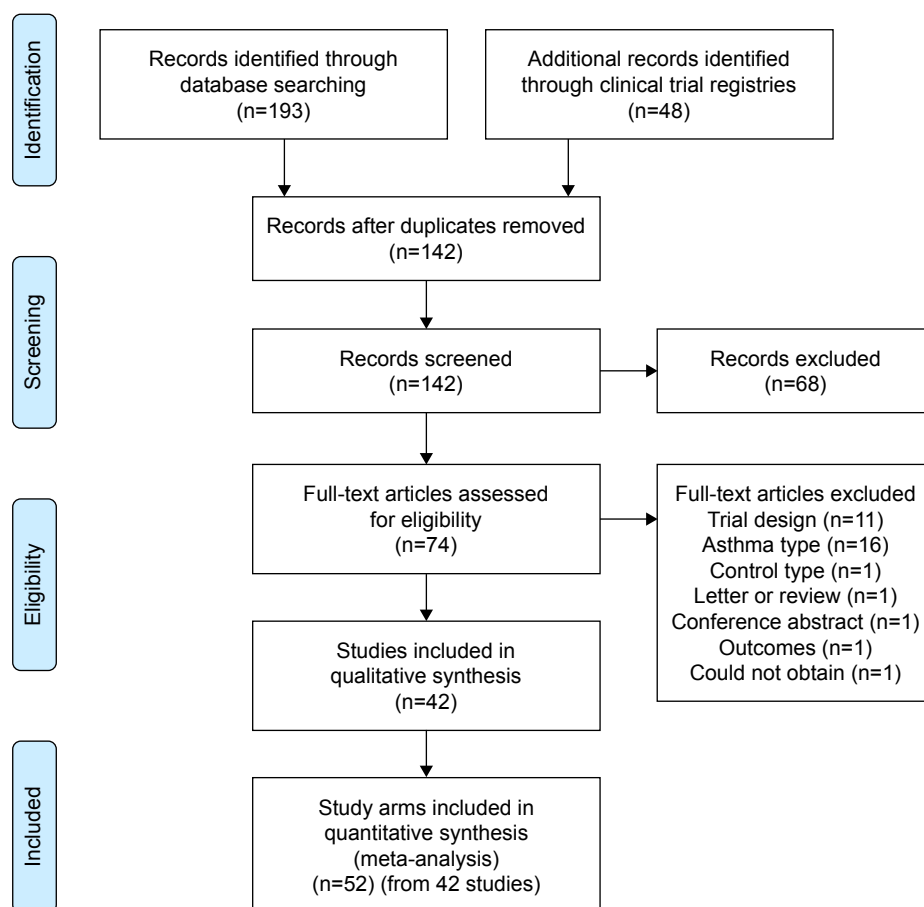 Identification
Records identified through
database searching
(n=193)
Additional records identified
through clinical trial registries
(n=48)
Records after duplicates removed
(n=142)
Screening
Records screened
(n=142)
Records excluded
(n=68)
Eligibility
Full-text articles assessed
for eligibility
(n=74)
Full-text articles excluded
Trial design (n=11)
Asthma type (n=16)
Control type (n=1)
Letter or review (n=1)
Conference abstract (n=1)
Outcomes (n=1)
Could not obtain (n=1)
Studies included in
qualitative synthesis
(n=42)
Included
Study arms included in
quantitative synthesis
(meta-analysis)
(n=52) (from 42 studies)